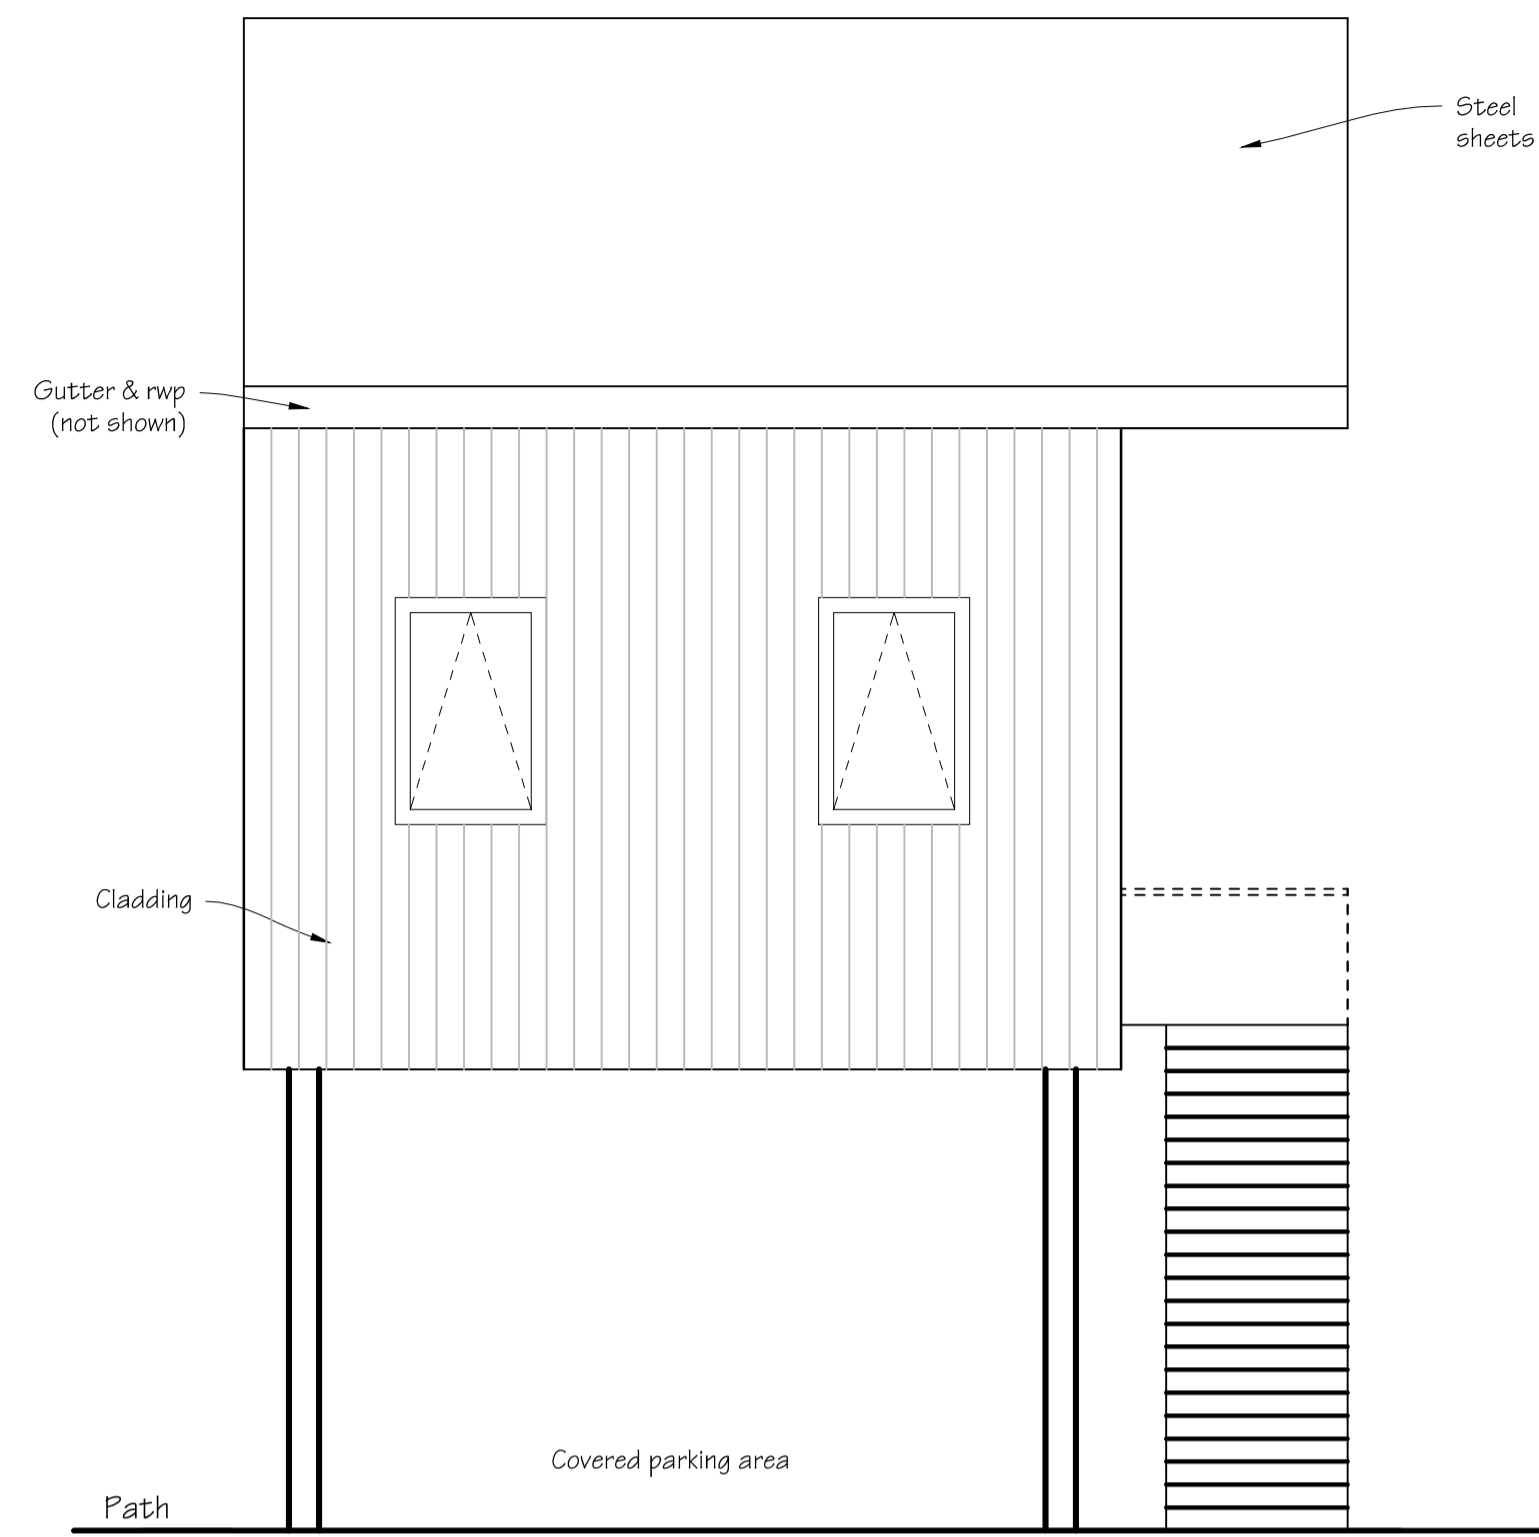 Steel
sheets
Gutter & rwp
(not shown)
Cladding
Covered parking area
Path